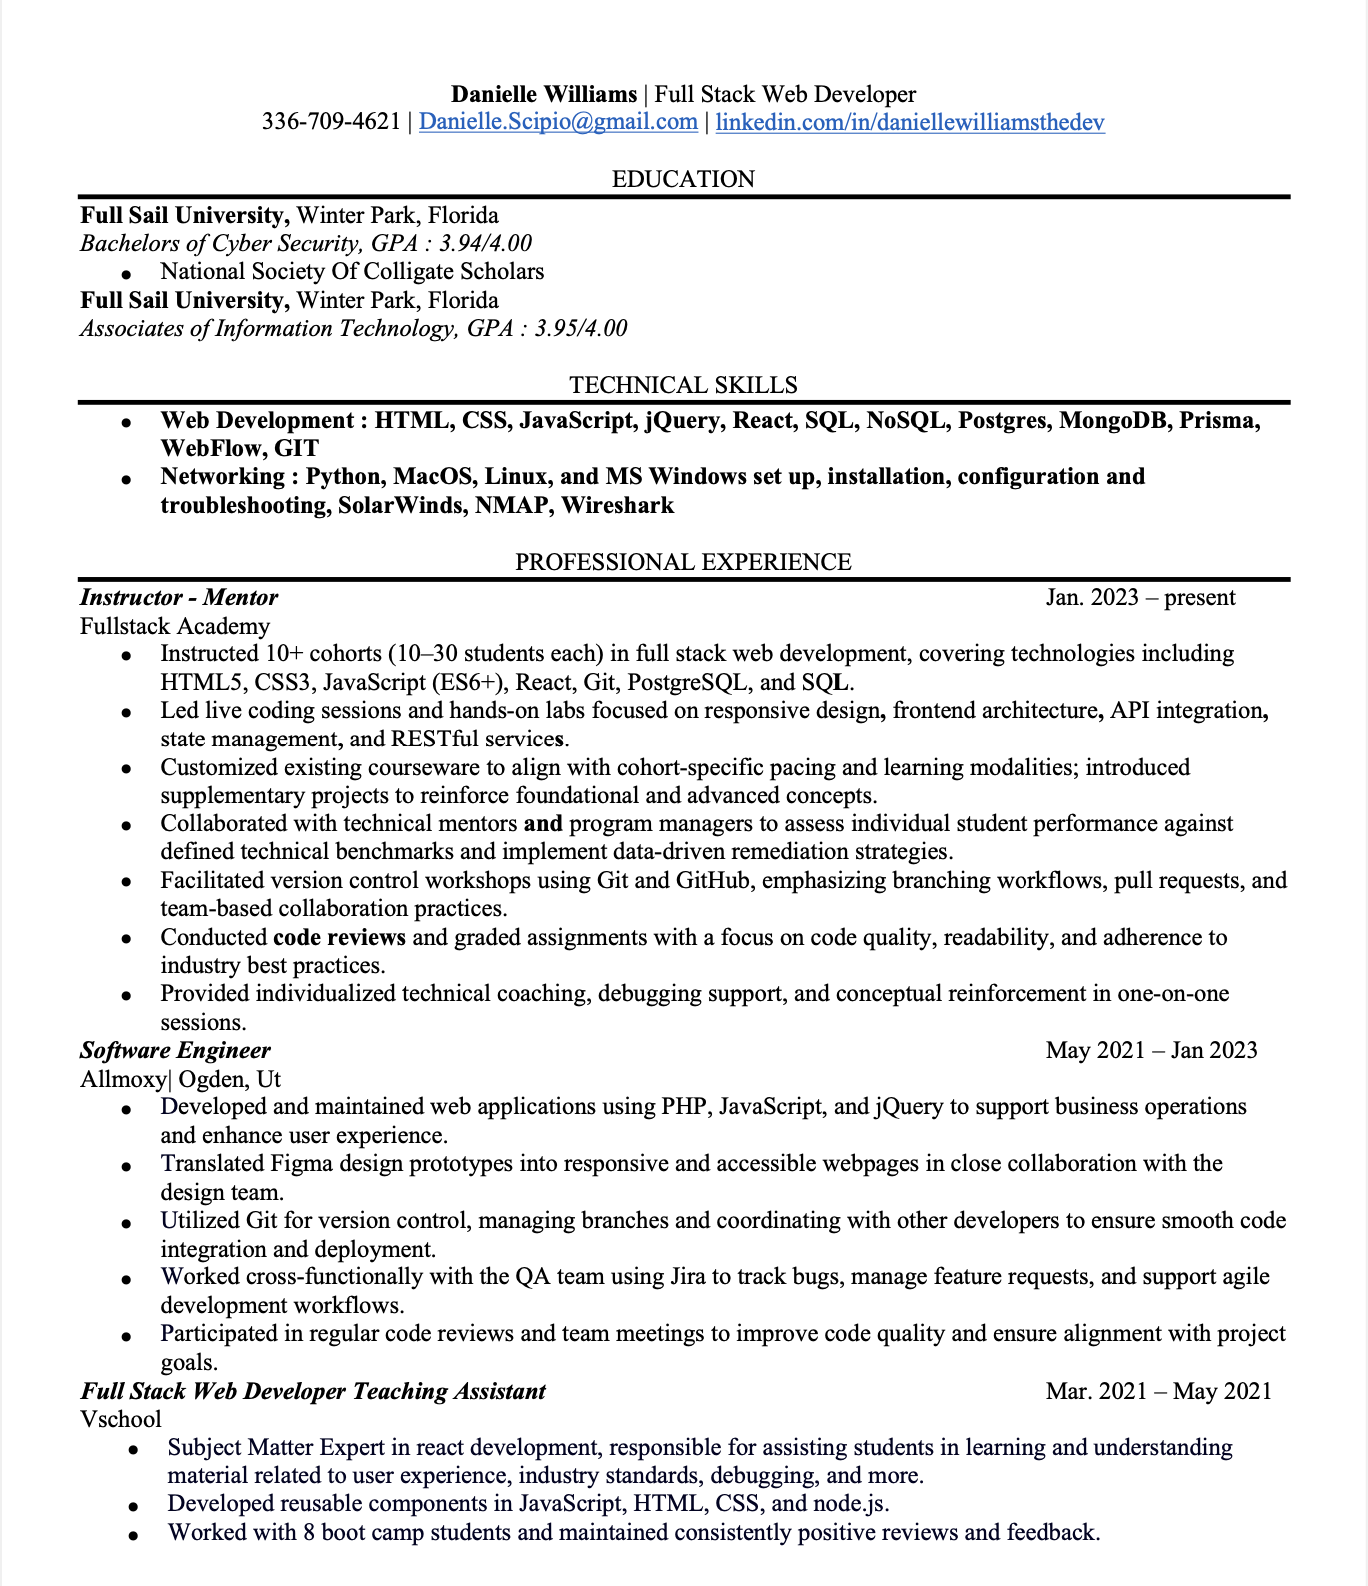 Danielle Williams | Full Stack Web Developer
336-709-4621 | Danielle.Scipio@gmail.com | linkedin.com/in/daniellewilliamsthedev
EDUCATION
Full Sail University, Winter Park, Florida
Bachelors of Cyber Security, GPA : 3.94/4.00
● National Society Of Colligate Scholars
Full Sail University, Winter Park, Florida
Associates of Information Technology, GPA : 3.95/4.00
TECHNICAL SKILLS
● Web Development : HTML, CSS, JavaScript, jQuery, React, SQL, NoSQL, Postgres, MongoDB, Prisma,
WebFlow, GIT
● Networking : Python, MacOS, Linux, and MS Windows set up, installation, configuration and
troubleshooting, SolarWinds, NMAP, Wireshark
PROFESSIONAL EXPERIENCE
Instructor - Mentor Jan. 2023 – present
Fullstack Academy
● Instructed 10+ cohorts (10–30 students each) in full stack web development, covering technologies including
HTML5, CSS3, JavaScript (ES6+), React, Git, PostgreSQL, and SQL.
● Led live coding sessions and hands-on labs focused on responsive design, frontend architecture, API integration,
state management, and RESTful services.
● Customized existing courseware to align with cohort-specific pacing and learning modalities; introduced
supplementary projects to reinforce foundational and advanced concepts.
● Collaborated with technical mentors and program managers to assess individual student performance against
defined technical benchmarks and implement data-driven remediation strategies.
● Facilitated version control workshops using Git and GitHub, emphasizing branching workflows, pull requests, and
team-based collaboration practices.
● Conducted code reviews and graded assignments with a focus on code quality, readability, and adherence to
industry best practices.
● Provided individualized technical coaching, debugging support, and conceptual reinforcement in one-on-one
sessions.
Software Engineer May 2021 – Jan 2023
Allmoxy| Ogden, Ut
● Developed and maintained web applications using PHP, JavaScript, and jQuery to support business operations
and enhance user experience.
● Translated Figma design prototypes into responsive and accessible webpages in close collaboration with the
design team.
● Utilized Git for version control, managing branches and coordinating with other developers to ensure smooth code
integration and deployment.
● Worked cross-functionally with the QA team using Jira to track bugs, manage feature requests, and support agile
development workflows.
● Participated in regular code reviews and team meetings to improve code quality and ensure alignment with project
goals.
Full Stack Web Developer Teaching Assistant Mar. 2021 – May 2021
Vschool
● Subject Matter Expert in react development, responsible for assisting students in learning and understanding
material related to user experience, industry standards, debugging, and more.
● Developed reusable components in JavaScript, HTML, CSS, and node.js.
● Worked with 8 boot camp students and maintained consistently positive reviews and feedback.